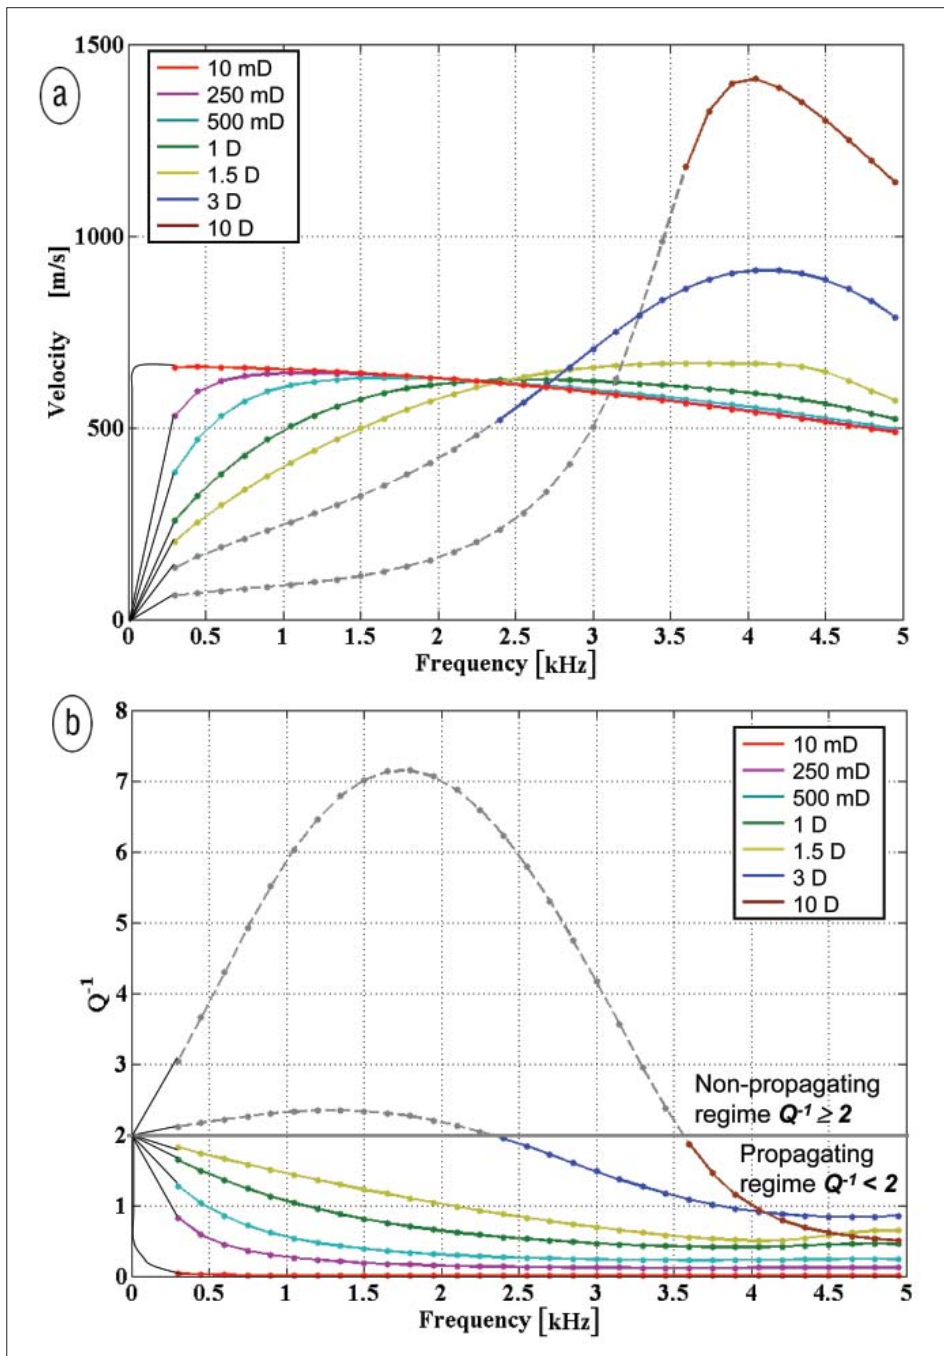 a
1500
1000
500
0
Velocity [m/s]
10 mD
250 mD
500 mD
1 D
1.5 D
3 D
10 D
0 0.5 1 1.5 2 2.5 3 3.5 4 4.5 5
Frequency [kHz]
b
8
7
6
5
4
3
2
1
0
Q⁻¹
10 mD
250 mD
500 mD
1 D
1.5 D
3 D
10 D
Non-propagating
regime Q⁻¹ ≥ 2
Propagating
regime Q⁻¹ < 2
0 0.5 1 1.5 2 2.5 3 3.5 4 4.5 5
Frequency [kHz]